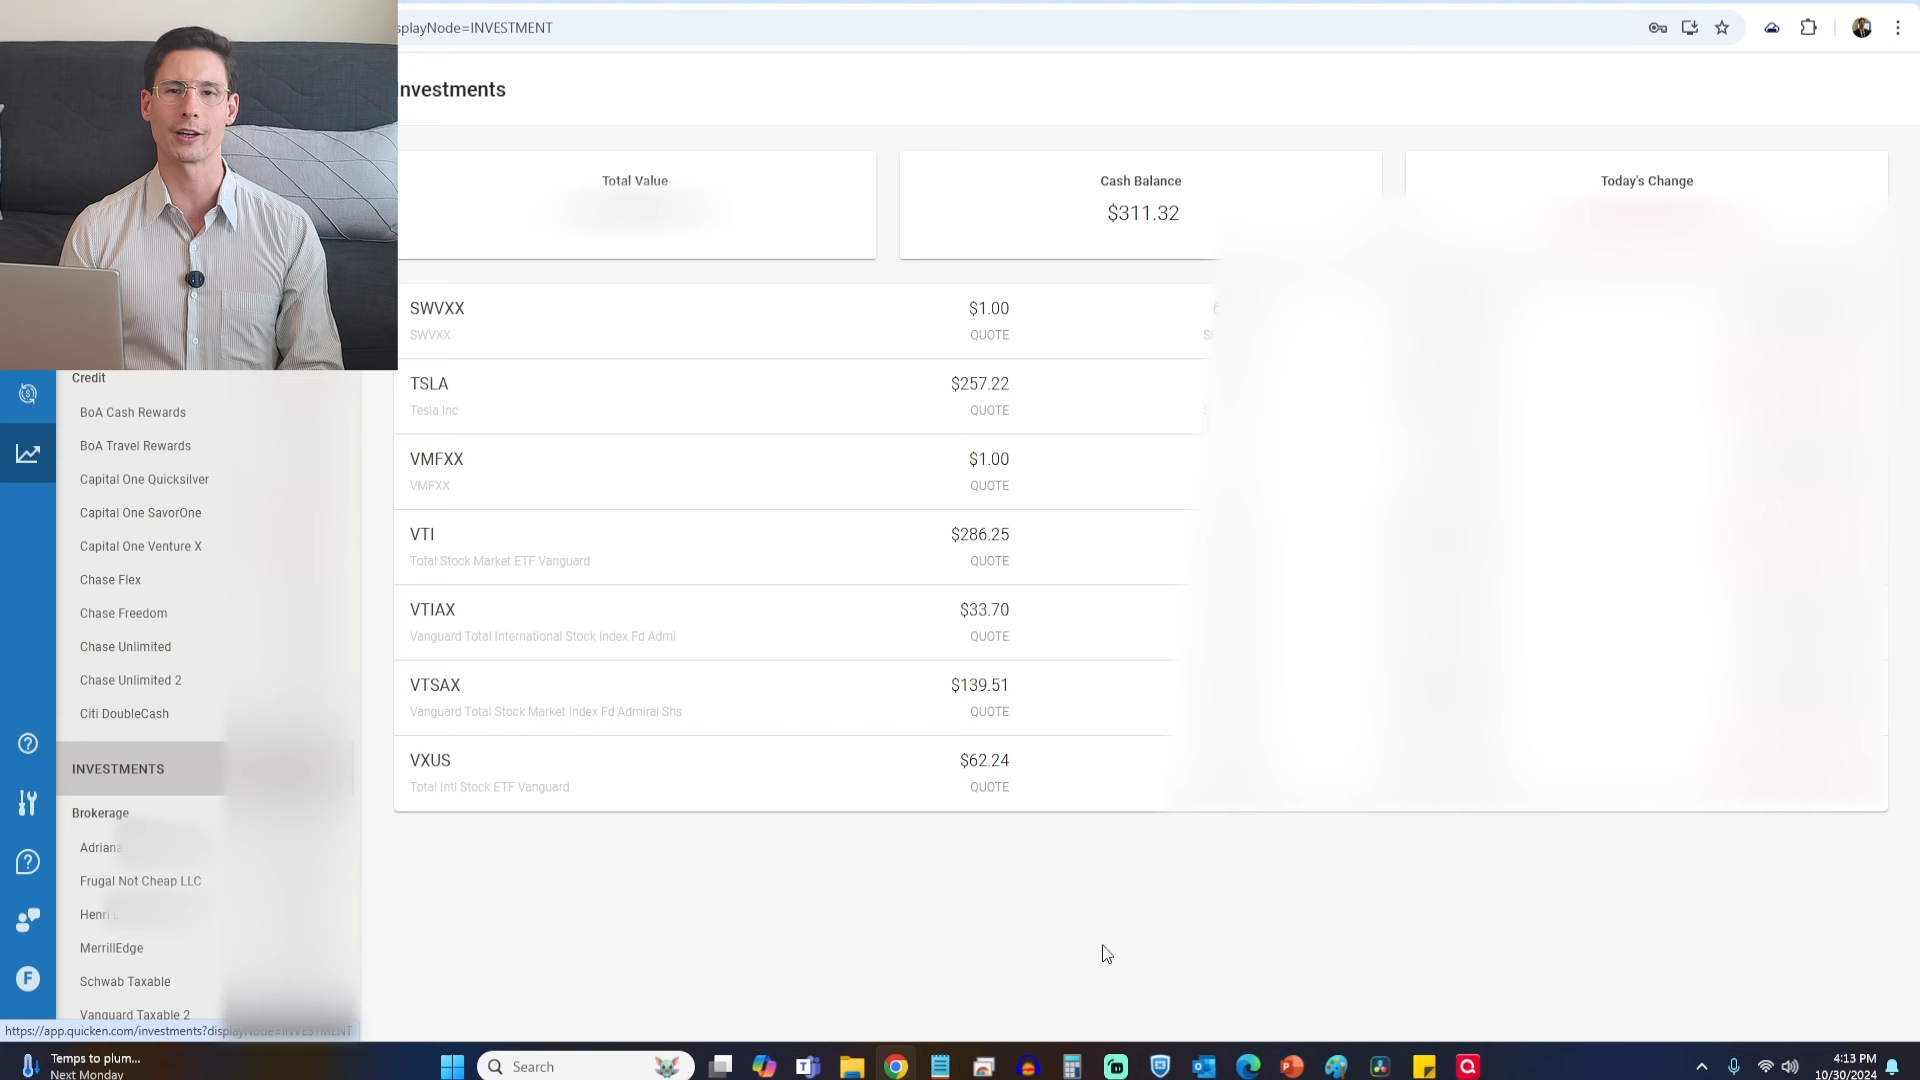 splayNode=INVESTMENT
Investments
Total Value
Cash Balance
$311.32
Today's Change
SWVXX
SWVXX
$1.00
QUOTE
TSLA
Tesla Inc
$257.22
QUOTE
VMFXX
VMFXX
$1.00
QUOTE
VTI
Total Stock Market ETF Vanguard
$286.25
QUOTE
VTIAX
Vanguard Total International Stock Index Fd Admi
$33.70
QUOTE
VTSAX
Vanguard Total Stock Market Index Fd Admiral Shs
$139.51
QUOTE
VXUS
Total Intl Stock ETF Vanguard
$62.24
QUOTE
Credit
BoA Cash Rewards
BoA Travel Rewards
Capital One Quicksilver
Capital One SavorOne
Capital One Venture X
Chase Flex
Chase Freedom
Chase Unlimited
Chase Unlimited 2
Citi DoubleCash
INVESTMENTS
Brokerage
Adriana
Frugal Not Cheap LLC
Henri
MerrillEdge
Schwab Taxable
Vanguard Taxable 2
F
https://app.quicken.com/investments?displayNode=INVESTMENT
Temps to plum...
Next Monday
Search
4:13 PM
10/30/2024